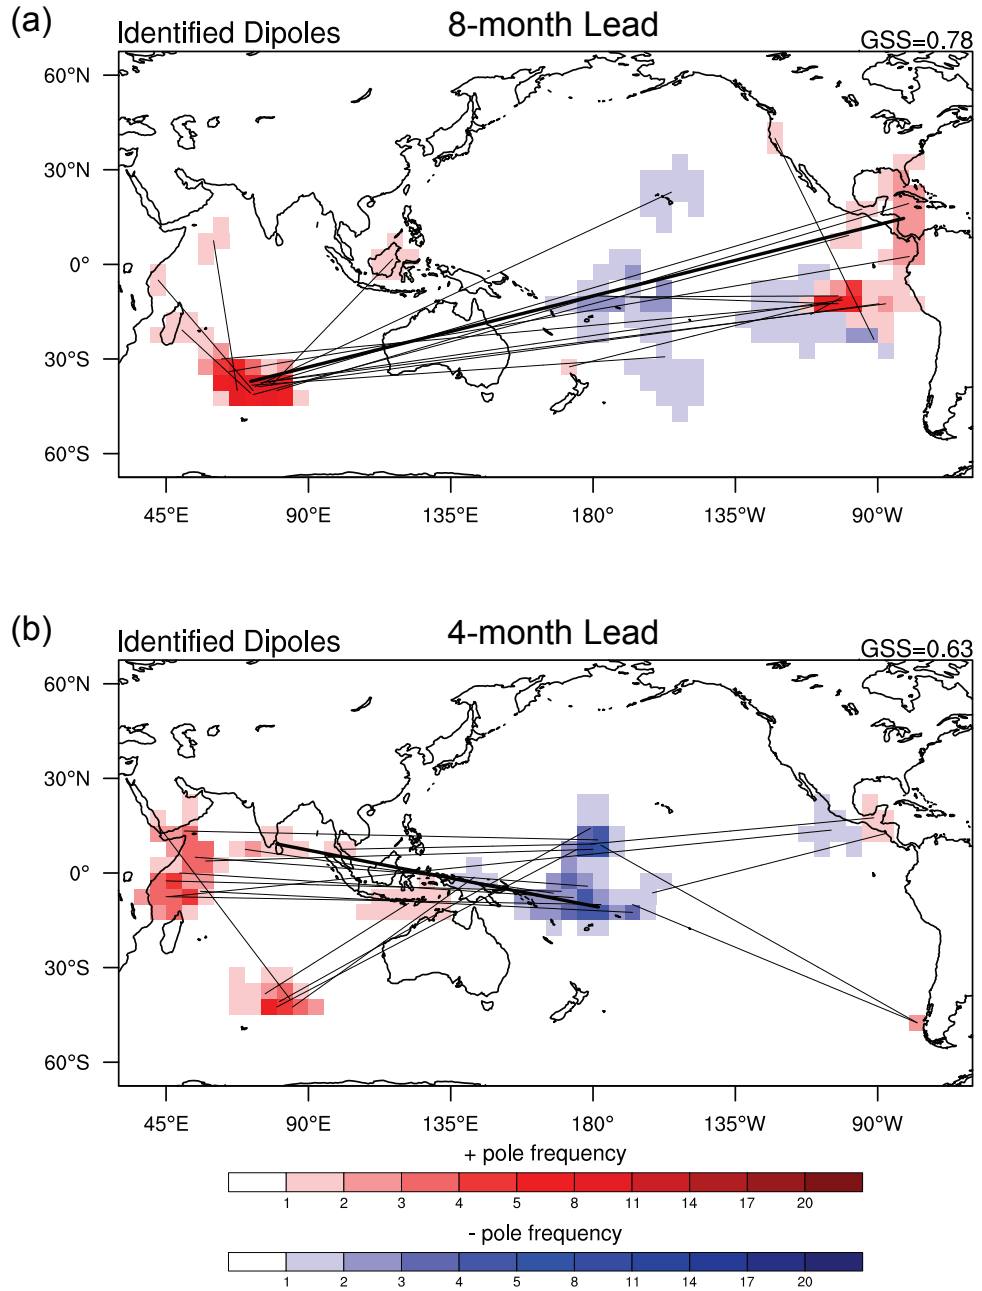 (a)
Identified Dipoles 8-month Lead GSS=0.78
60°N
30°N
0°
30°S
60°S
45°E 90°E 135°E 180° 135°W 90°W
(b)
Identified Dipoles 4-month Lead GSS=0.63
60°N
30°N
0°
30°S
60°S
45°E 90°E 135°E 180° 135°W 90°W
+ pole frequency
1 2 3 4 5 8 11 14 17 20
- pole frequency
1 2 3 4 5 8 11 14 17 20